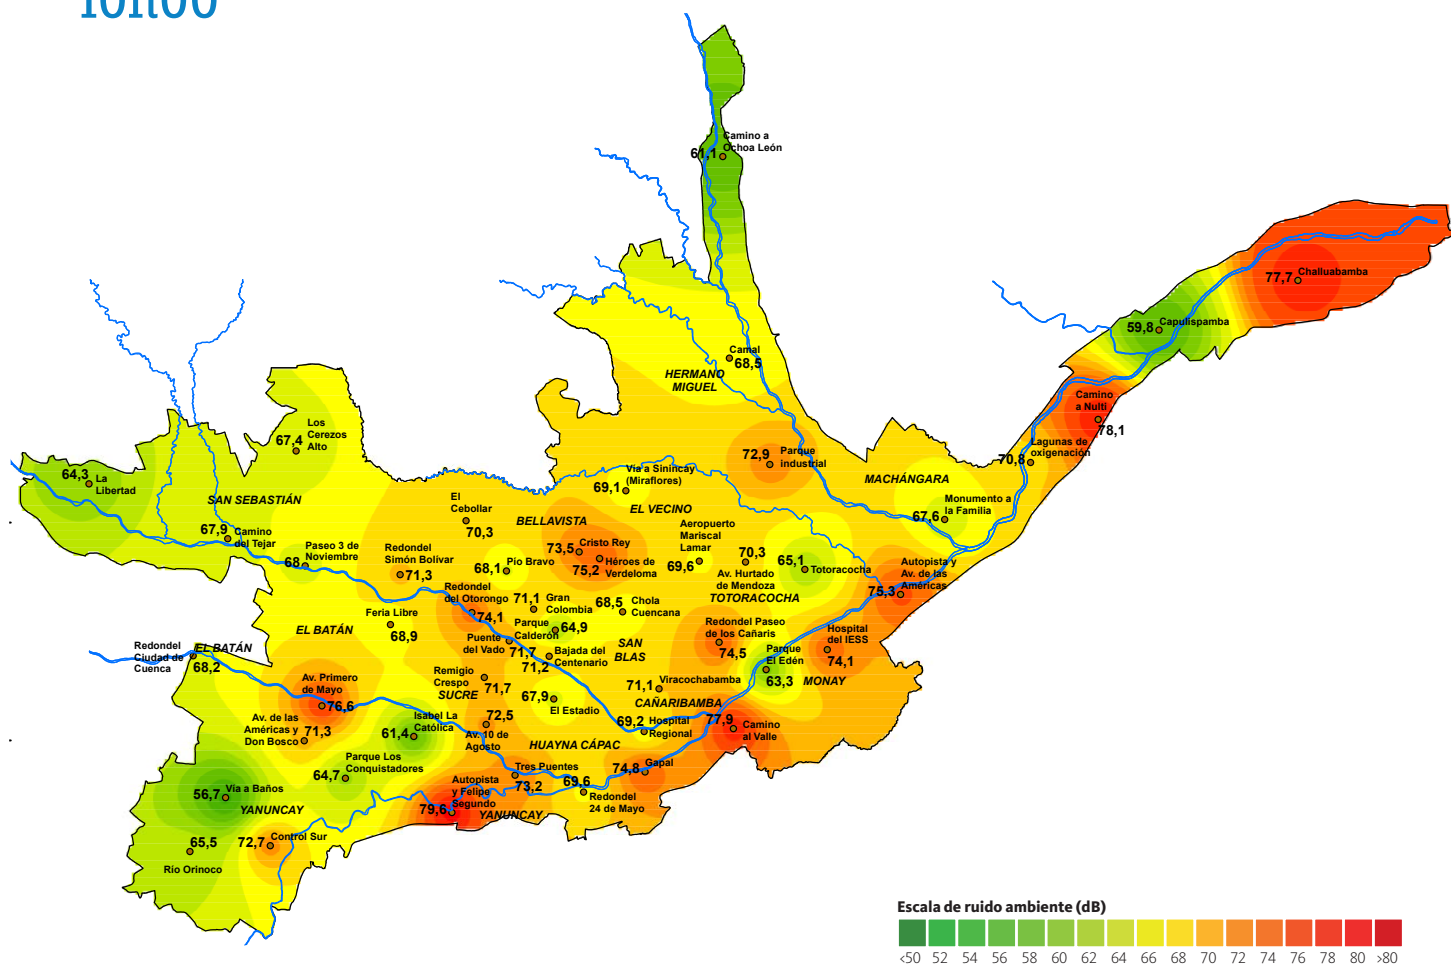 10h00
Camino a
Ochoa León
61,1
77,7
Challuabamba
59,8
Capulispamba
Camal
68,5
HERMANO
MIGUEL
Camino
a Nulti
78,1
Los
Cerezos
Alto
67,4
Lagunas de
oxigenación
70,8
72,9
Parque
industrial
64,3
La
Libertad
Vía a Sinincay
(Miraflores)
69,1
MACHÁNGARA
SAN SEBASTIÁN
El
Cebollar
70,3
EL VECINO
Monumento a
la Familia
67,6
BELLAVISTA
67,9
Camino
del Tejar
Aeropuerto
Mariscal
Lamar
69,6
Paseo 3 de
Noviembre
68
Redondel
Simón Bolívar
71,3
73,5
Cristo Rey
75,2
Héroes de
Verdeloma
68,1
Pío Bravo
70,3
Av. Hurtado
de Mendoza
65,1
Totoracocha
TOTORACOCHA
Autopista y
Av. de las
Américas
75,3
Redondel
del Otorongo
74,1
71,1
Gran
Colombia
68,5
Chola
Cuencana
Feria Libre
68,9
EL BATÁN
Parque
Calderón
64,9
Redondel Paseo
de los Cañaris
74,5
Hospital
del IESS
74,1
Puente
del Vado
71,7
SAN
BLAS
Redondel
Ciudad de
Cuenca
EL BATÁN
68,2
71,2
Bajada del
Centenario
Parque
El Edén
63,3
MONAY
Remigio
Crespo
71,7
SUCRE
Av. Primero
de Mayo
76,6
71,1
Viracochabamba
CAÑARIBAMBA
67,9
El Estadio
Av. de las
Américas y
Don Bosco
71,3
Isabel La
Católica
61,4
72,5
Av. 10 de
Agosto
69,2
Hospital
Regional
77,9
Camino
al Valle
HUAYNA CÁPAC
Parque Los
Conquistadores
64,7
Tres Puentes
73,2
74,8
Gapal
69,6
Redondel
24 de Mayo
56,7
Vía a Baños
YANUNCAY
Autopista
y Felipe
Segundo
79,6
YANUNCAY
65,5
Río Orinoco
72,7
Control Sur
Escala de ruido ambiente (dB)
<50 52 54 56 58 60 62 64 66 68 70 72 74 76 78 80 >80